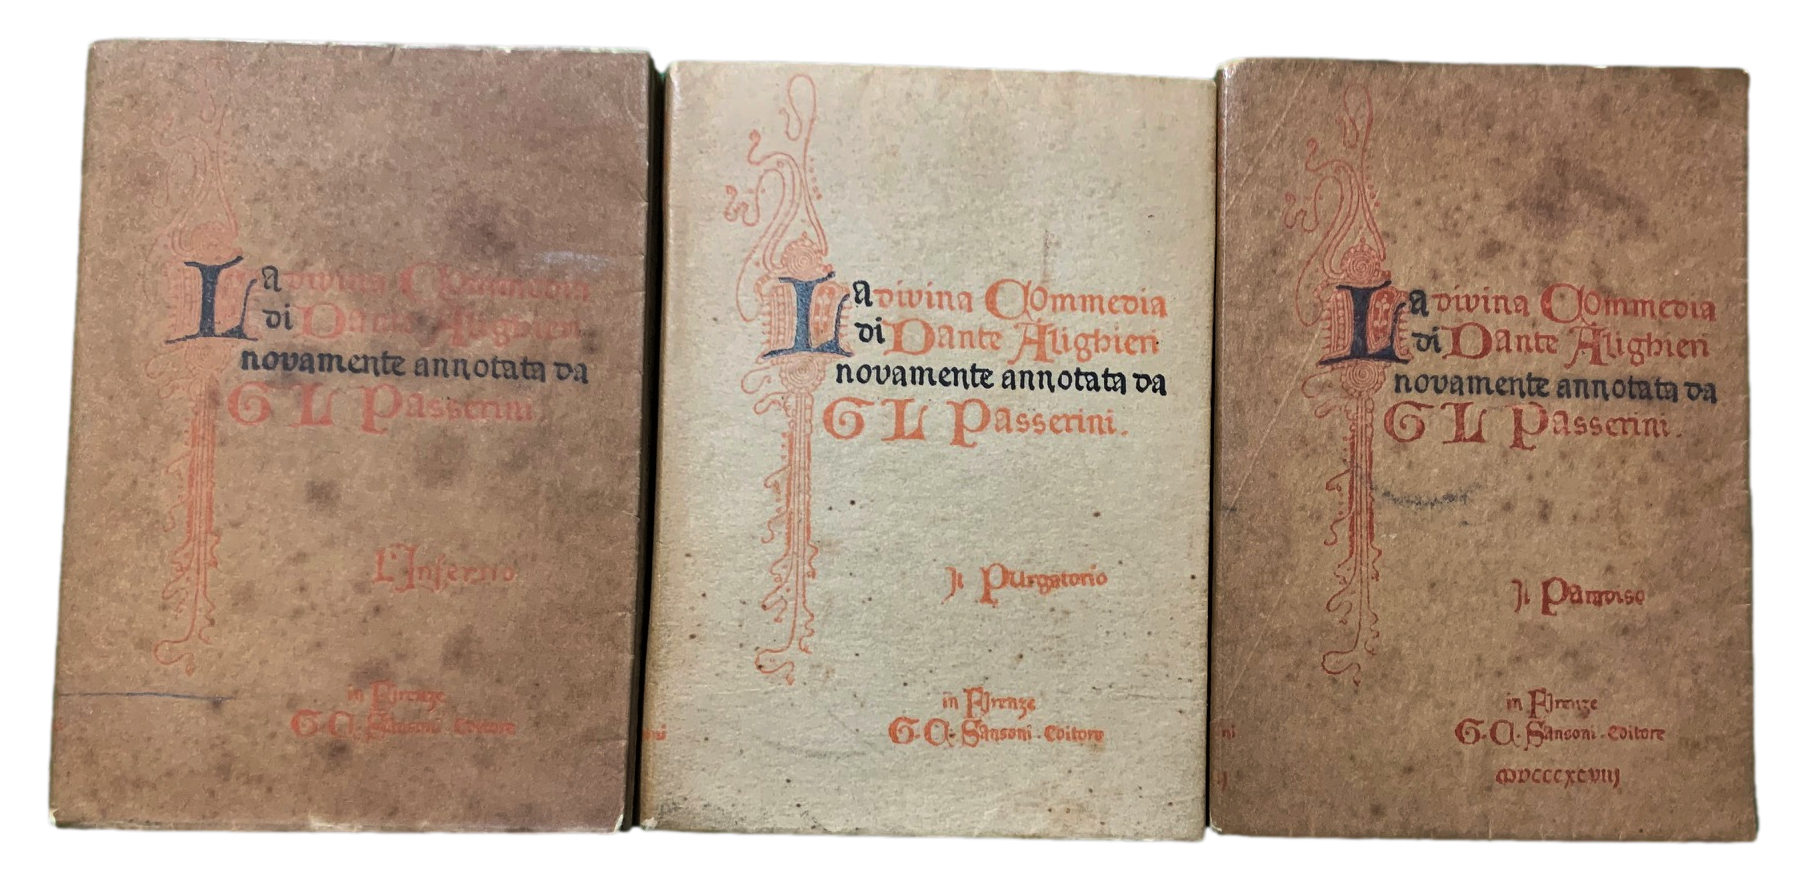 La divina Commedia
di Dante Alighieri
novamente annotata da
G L Passerini.
L'Inferno
in Firenze
G. C. Sansoni - Editore
La divina Commedia
di Dante Alighieri
novamente annotata da
G L Passerini.
Il Purgatorio
in Firenze
G. C. Sansoni - Editore
La divina Commedia
di Dante Alighieri
novamente annotata da
G L Passerini.
Il Paradiso
in Firenze
G. C. Sansoni - Editore
MDCCCXCVIIJ